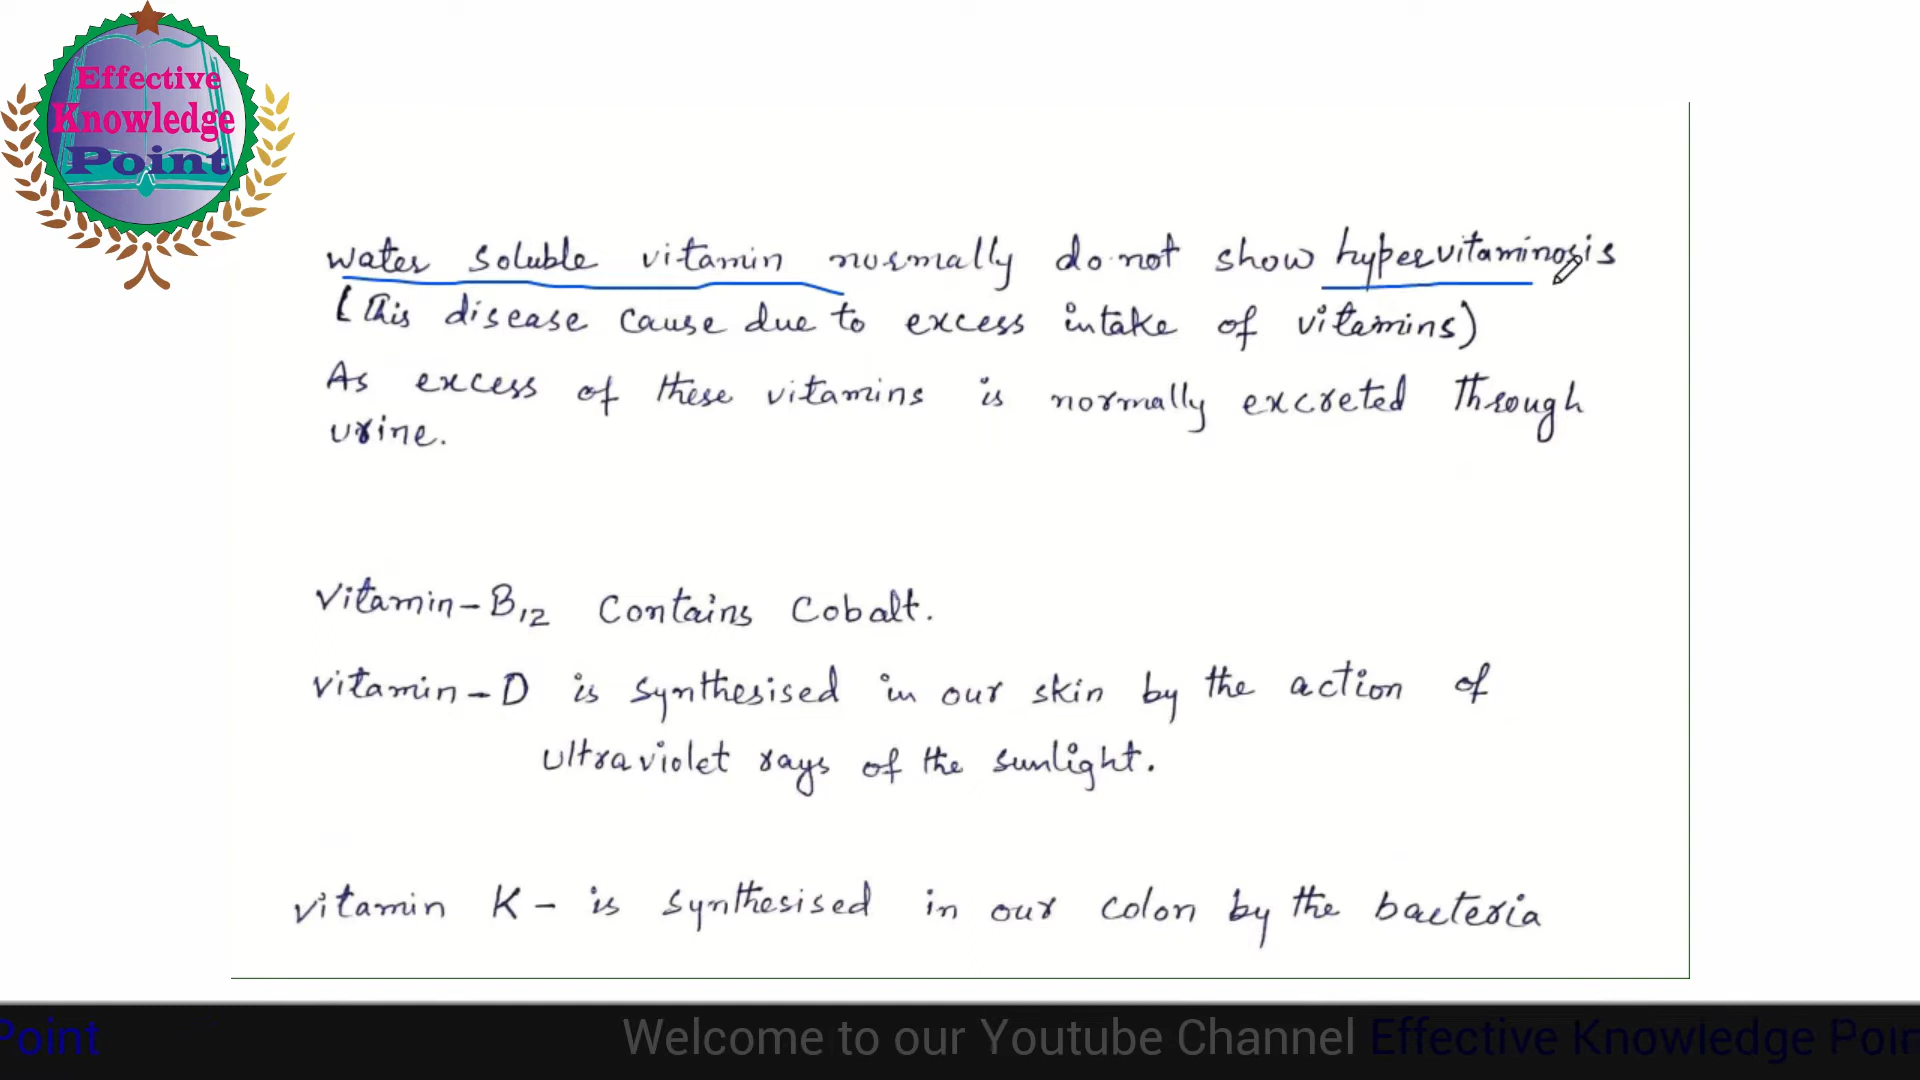 Effective
Knowledge
Point
water soluble vitamin normally do not show hypervitaminosis
(This disease cause due to excess intake of vitamins)
As excess of these vitamins is normally excreted through
urine.
Vitamin-B12 Contains Cobalt.
Vitamin-D is synthesised in our skin by the action of
ultraviolet rays of the sunlight.
Vitamin K- is synthesised in our colon by the bacteria
Point Welcome to our Youtube Channel Effective Knowledge Poin